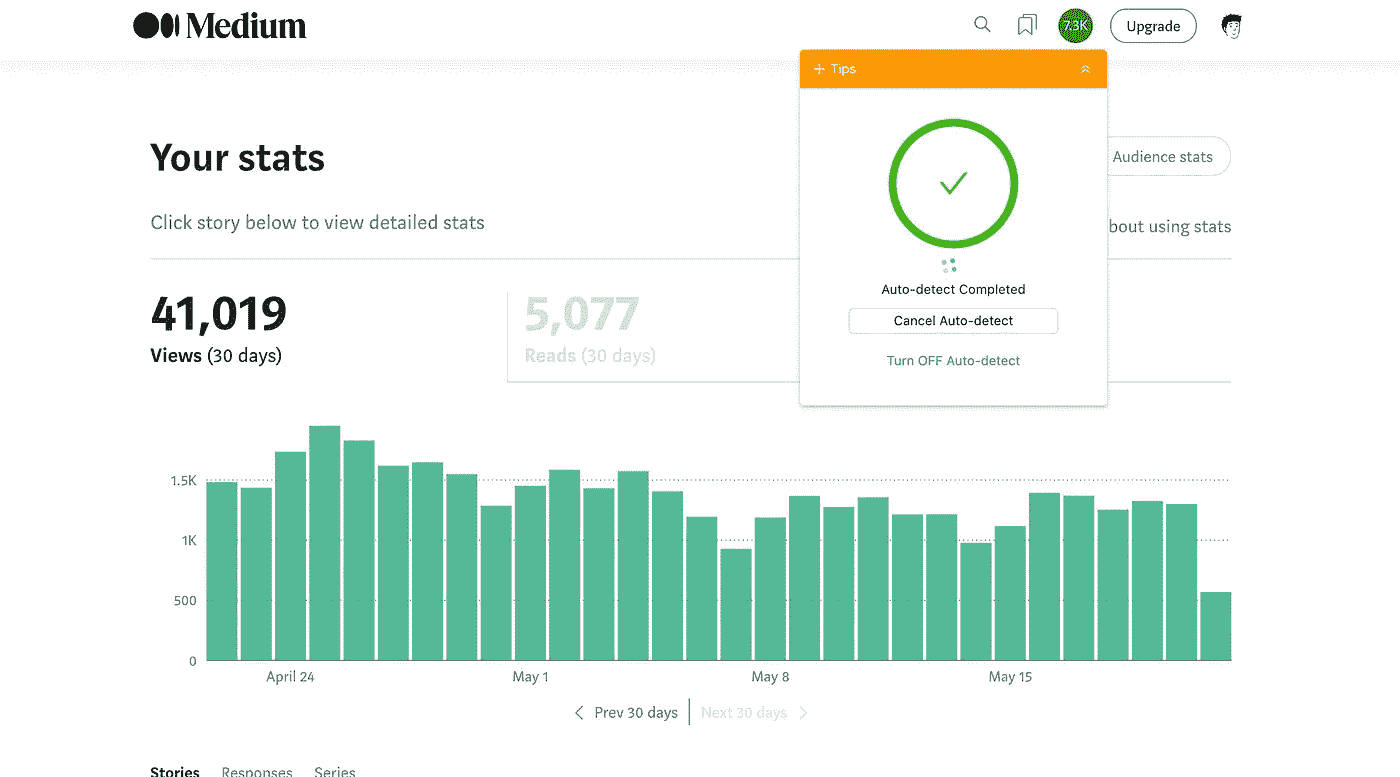 Medium
7.3K
Upgrade
Tips
Your stats
Audience stats
Click story below to view detailed stats
bout using stats
Auto-detect Completed
Cancel Auto-detect
Turn OFF Auto-detect
41,019
Views (30 days)
5,077
Reads (30 days)
1.5K
1K
500
0
April 24
May 1
May 8
May 15
Prev 30 days
Next 30 days
Stories Responses Series